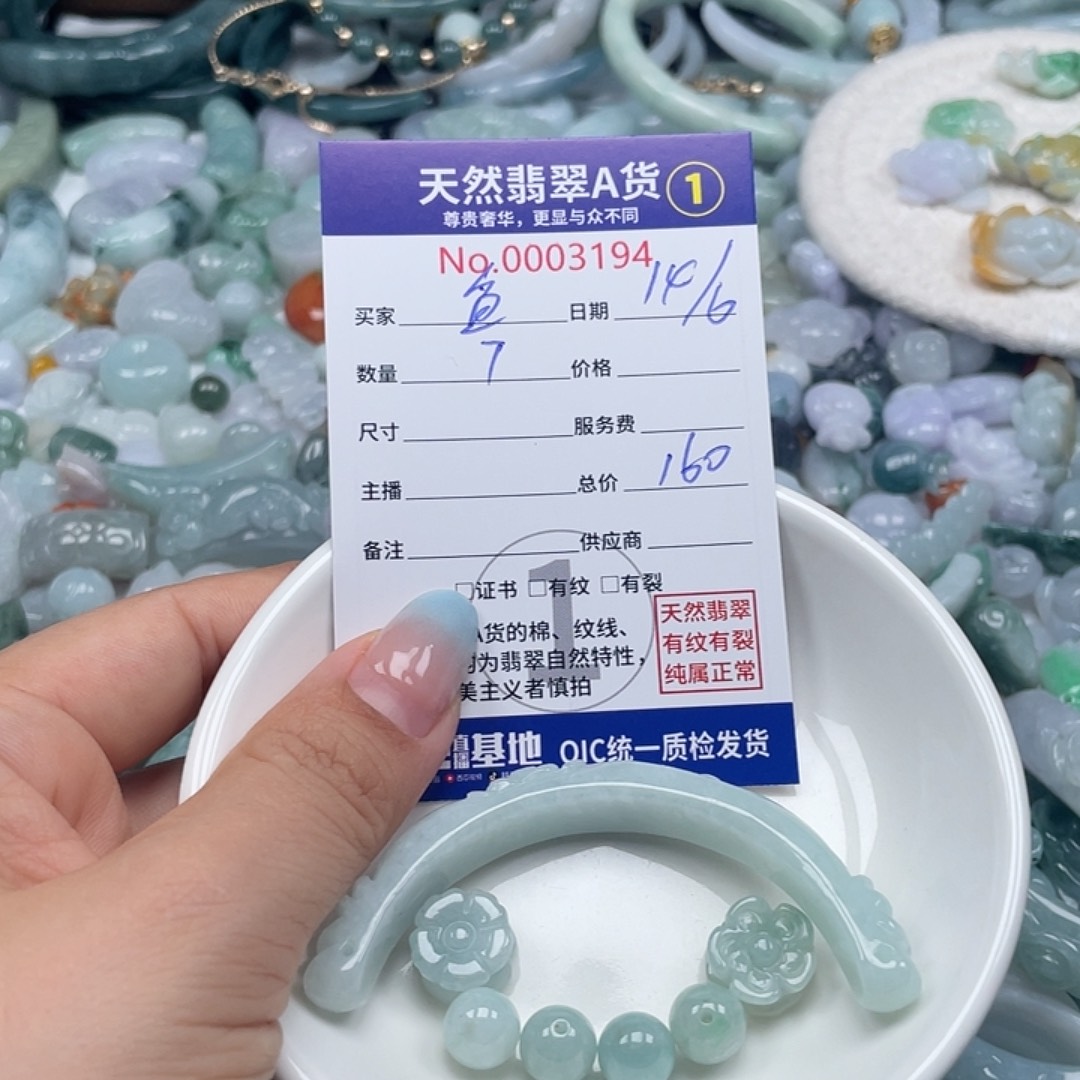 天然翡翠A货 1
尊贵奢华，更显与众不同
No.0003194
买家 宣 日期 14/6
数量 7 价格
尺寸 服务费
主播 总价 160
备注 供应商
□证书 □有纹 □有裂
1
A货的棉、纹线、
均为翡翠自然特性，
美主义者慎拍
天然翡翠
有纹有裂
纯属正常
基地 QIC统一质检发货